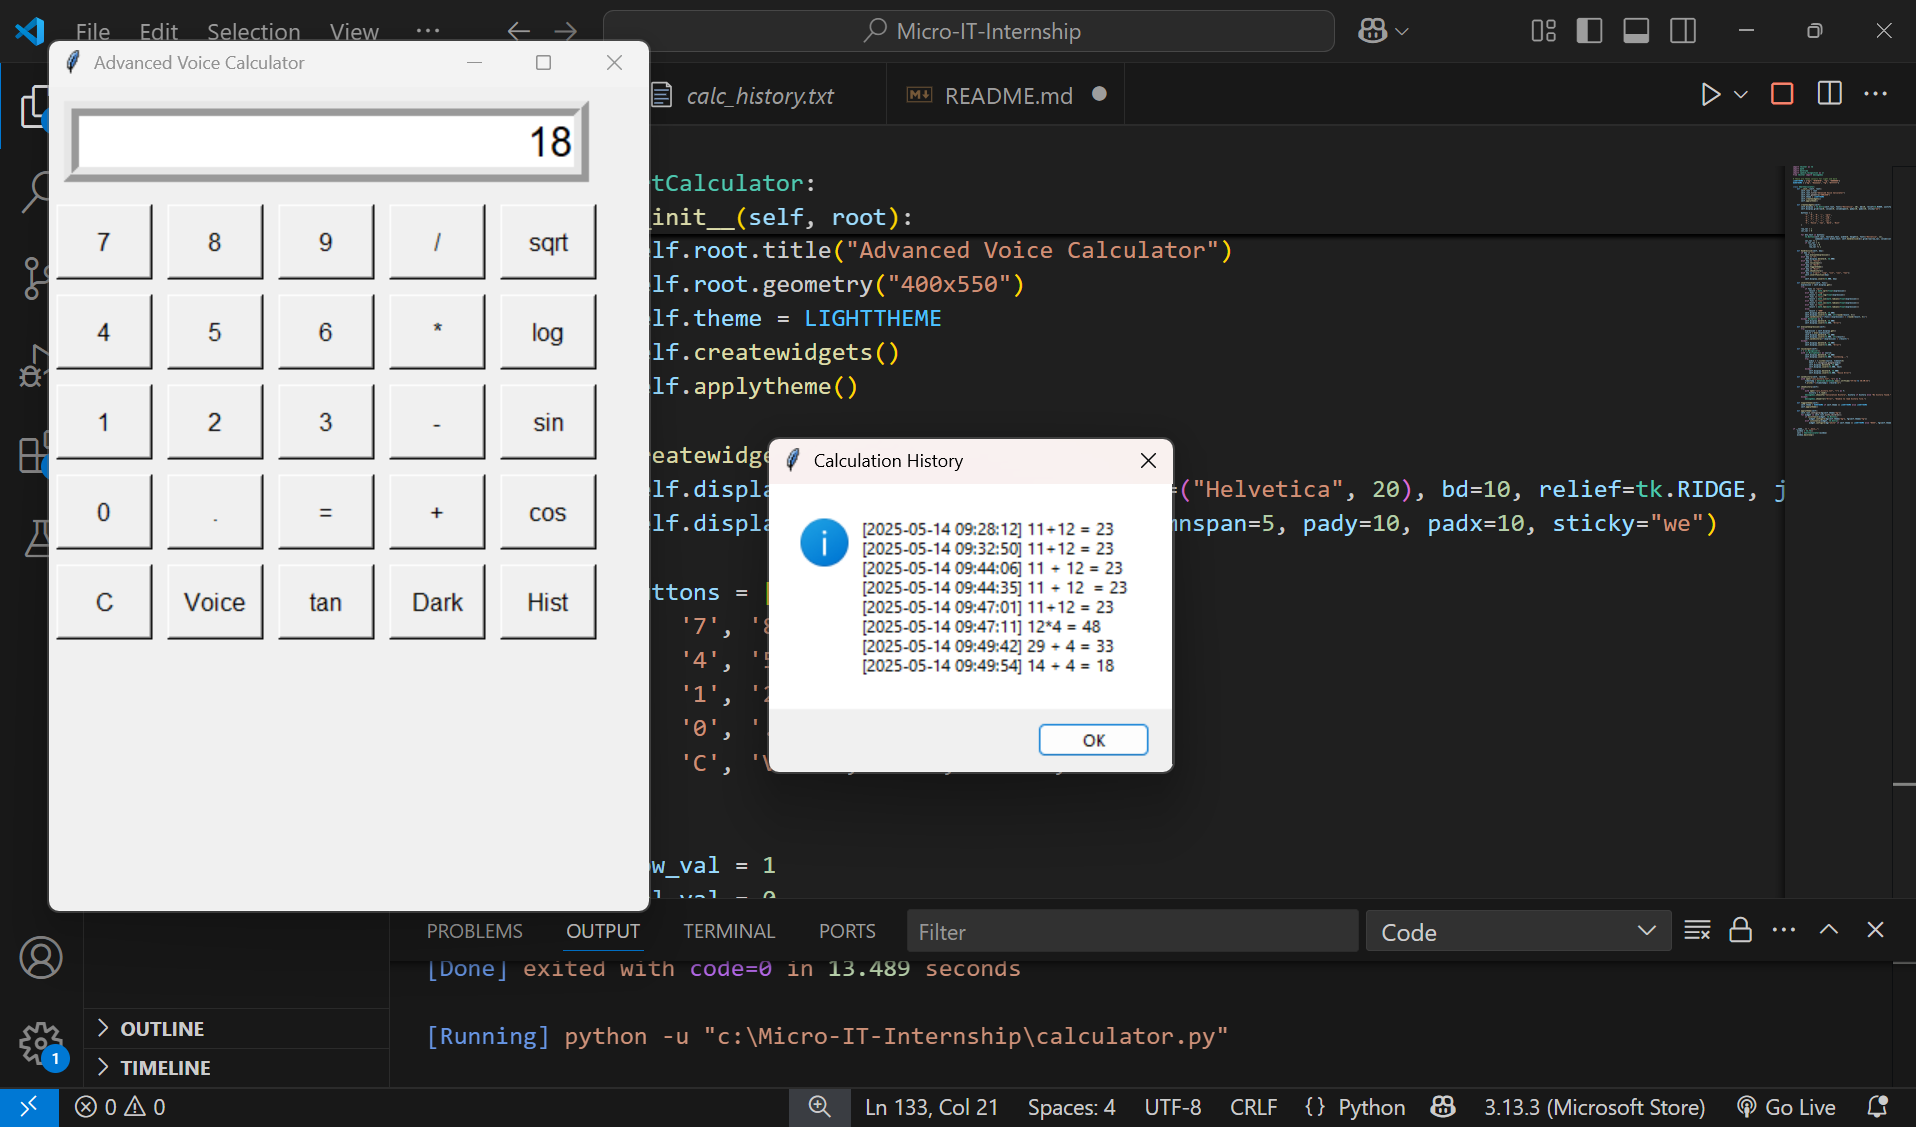 File Edit Selection View ···
Micro-IT-Internship
Advanced Voice Calculator
18
7 8 9 / sqrt
4 5 6 * log
1 2 3 - sin
0 . = + cos
C Voice tan Dark Hist
calc_history.txt
README.md
tCalculator:
init__(self, root):
lf.root.title("Advanced Voice Calculator")
lf.root.geometry("400x550")
lf.theme = LIGHTTHEME
lf.createwidgets()
lf.applytheme()
eatewidge
lf.displa =("Helvetica", 20), bd=10, relief=tk.RIDGE, j
lf.displa nspan=5, pady=10, padx=10, sticky="we")
ttons = [
'7', '8
'4', '5
'1', '2
'0', '.
'C', 'V
w_val = 1
Calculation History
[2025-05-14 09:28:12] 11+12 = 23
[2025-05-14 09:32:50] 11+12 = 23
[2025-05-14 09:44:06] 11 + 12 = 23
[2025-05-14 09:44:35] 11 + 12  = 23
[2025-05-14 09:47:01] 11+12 = 23
[2025-05-14 09:47:11] 12*4 = 48
[2025-05-14 09:49:42] 29 + 4 = 33
[2025-05-14 09:49:54] 14 + 4 = 18
OK
PROBLEMS OUTPUT TERMINAL PORTS Filter Code
[Done] exited with code=0 in 13.489 seconds
[Running] python -u "c:\Micro-IT-Internship\calculator.py"
OUTLINE
TIMELINE
1
0 0
Ln 133, Col 21 Spaces: 4 UTF-8 CRLF {} Python 3.13.3 (Microsoft Store) Go Live